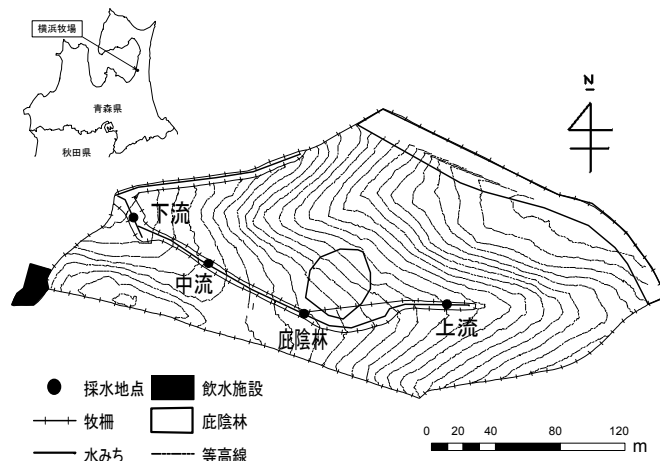 横浜牧場
青森県
秋田県
N
下流
中流
庇陰林
上流
採水地点
飲水施設
牧柵
庇陰林
水みち
等高線
0 20 40 80 120
m